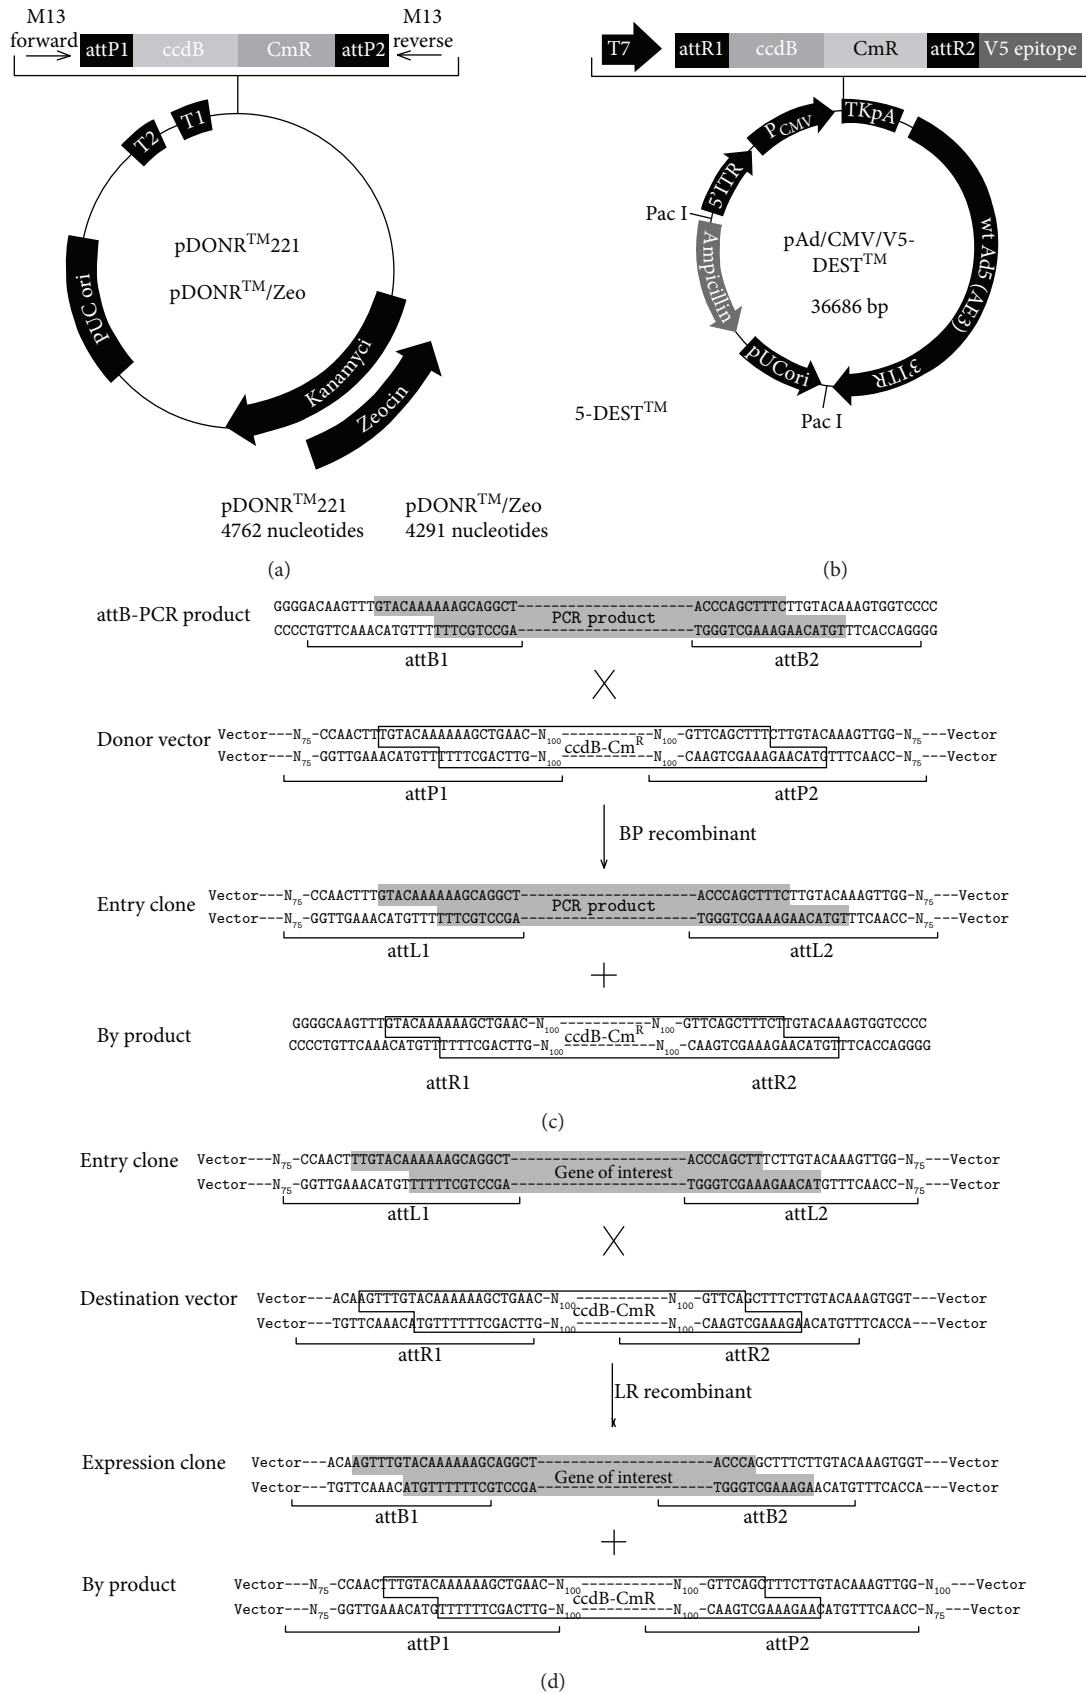 M13
forward
attP1 ccdB CmR attP2
M13
reverse
T1
T2
PUC ori
pDONR™221
pDONR™/Zeo
Kanamyci
Zeocin
pDONR™221
4762 nucleotides
pDONR™/Zeo
4291 nucleotides
(a)
T7 attR1 ccdB CmR attR2 V5 epitope
PCMV
TKpA
5'ITR
Pac I
Ampicillin
pUCori
Pac I
3'ITR
wt Ad5 (AE3)
pAd/CMV/V5-
DEST™
36686 bp
5-DEST™
(b)
attB-PCR product
GGGGACAAGTTTGTACAAAAAAGCAGGCT---ACCCAGCTTTCTTGTACAAAGTGGTCCCC
PCR product
CCCCTGTTCAAACATGTTTTTTCGTCCGA---TGGGTCGAAAGAACATGTTTCACCAGGGG
attB1 attB2
Donor vector
Vector---N75-CCAACTTTGTACAAAAAAGCTGAAC-N100---N100-GTTCAGCTTTCTTGTACAAAGTTGG-N75---Vector
ccdB-CmR
Vector---N75-GGTTGAAACATGTTTTTTCGACTTG-N100---N100-CAAGTCGAAAGAACATGTTTCAACC-N75---Vector
attP1 attP2
BP recombinant
Entry clone
Vector---N75-CCAACTTTGTACAAAAAAGCAGGCT---ACCCAGCTTTCTTGTACAAAGTTGG-N75---Vector
PCR product
Vector---N75-GGTTGAAACATGTTTTTTCGTCCGA---TGGGTCGAAAGAACATGTTTCAACC-N75---Vector
attL1 attL2
+
By product
GGGGCAAGTTTGTACAAAAAAGCTGAAC-N100---N100-GTTCAGCTTTCTTGTACAAAGTGGTCCCC
ccdB-CmR
CCCCTGTTCAAACATGTTTTTTCGACTTG-N100---N100-CAAGTCGAAAGAACATGTTTCACCAGGGG
attR1 attR2
(c)
Entry clone
Vector---N75-CCAACTTTGTACAAAAAAGCAGGCT---ACCCAGCTTTCTTGTACAAAGTTGG-N75---Vector
Gene of interest
Vector---N75-GGTTGAAACATGTTTTTTCGTCCGA---TGGGTCGAAAGAACATGTTTCAACC-N75---Vector
attL1 attL2
Destination vector
Vector---ACAAGTTTGTACAAAAAAGCTGAAC-N100---N100-GTTCAGCTTTCTTGTACAAAGTGGT---Vector
ccdB-CmR
Vector---TGTTCAAACATGTTTTTTCGACTTG-N100---N100-CAAGTCGAAAGAACATGTTTCACCA---Vector
attR1 attR2
LR recombinant
Expression clone
Vector---ACAAGTTTGTACAAAAAAGCAGGCT---ACCCAGCTTTCTTGTACAAAGTGGT---Vector
Gene of interest
Vector---TGTTCAAACATGTTTTTTCGTCCGA---TGGGTCGAAAGAACATGTTTCACCA---Vector
attB1 attB2
+
By product
Vector---N75-CCAACTTTGTACAAAAAAGCTGAAC-N100---N100-GTTCAGCTTTCTTGTACAAAGTTGG-N100---Vector
ccdB-CmR
Vector---N75-GGTTGAAACATGTTTTTTCGACTTG-N100---N100-CAAGTCGAAAGAACATGTTTCAACC-N75---Vector
attP1 attP2
(d)